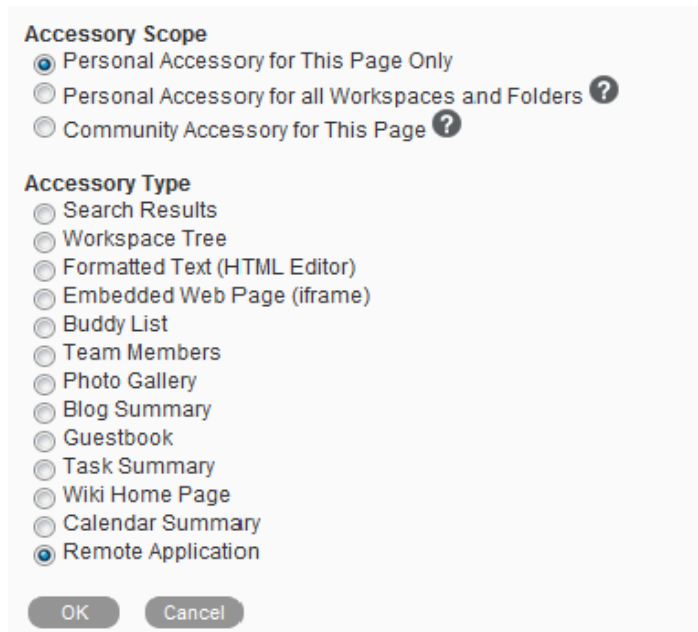 Accessory Scope
Personal Accessory for This Page Only
Personal Accessory for all Workspaces and Folders ?
Community Accessory for This Page ?
Accessory Type
Search Results
Workspace Tree
Formatted Text (HTML Editor)
Embedded Web Page (iframe)
Buddy List
Team Members
Photo Gallery
Blog Summary
Guestbook
Task Summary
Wiki Home Page
Calendar Summary
Remote Application
OK Cancel